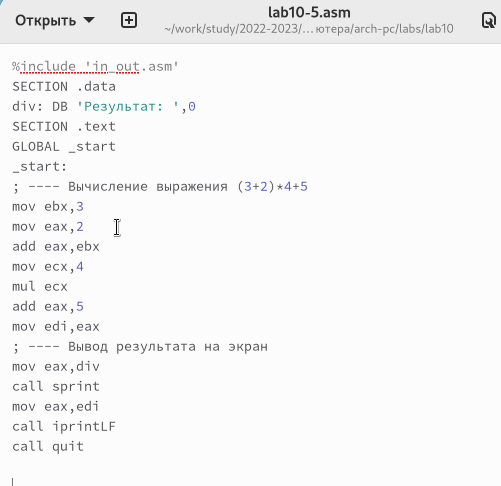 Открыть
lab10-5.asm
~/work/study/2022-2023/...ютера/arch-pc/labs/lab10
%include 'in_out.asm'
SECTION .data
div: DB 'Результат: ',0
SECTION .text
GLOBAL _start
_start:
; ---- Вычисление выражения (3+2)*4+5
mov ebx,3
mov eax,2
add eax,ebx
mov ecx,4
mul ecx
add eax,5
mov edi,eax
; ---- Вывод результата на экран
mov eax,div
call sprint
mov eax,edi
call iprintLF
call quit